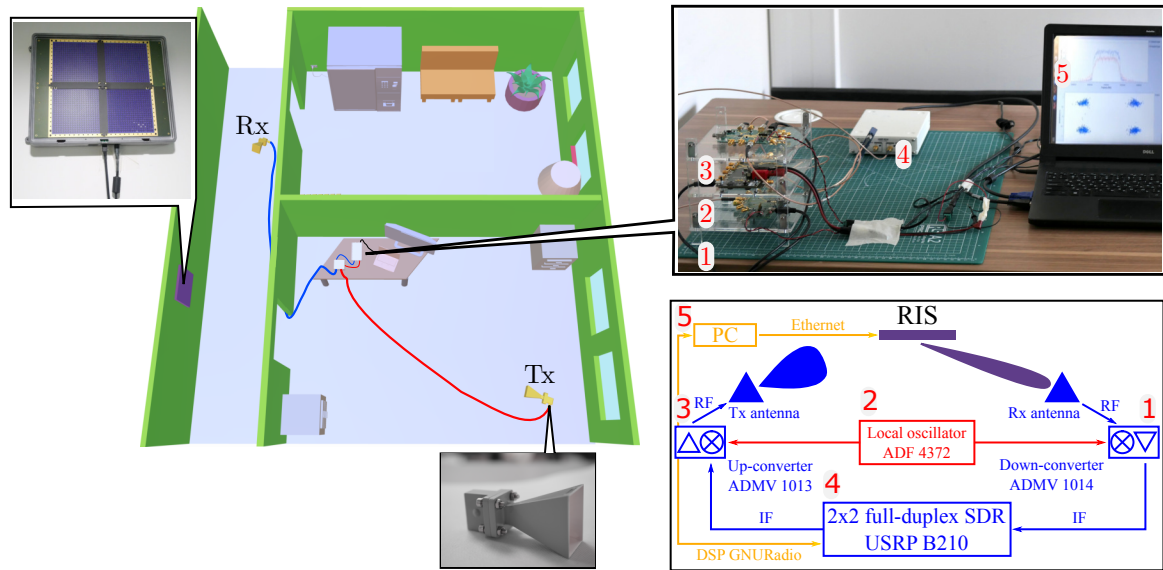 Rx
Tx
5
4
3
2
1
5
PC
Ethernet
RIS
RF
Tx antenna
Rx antenna
RF
3
2
1
Local oscillator
ADF 4372
Up-converter
ADMV 1013
Down-converter
ADMV 1014
4
IF
2x2 full-duplex SDR
USRP B210
IF
DSP GNURadio